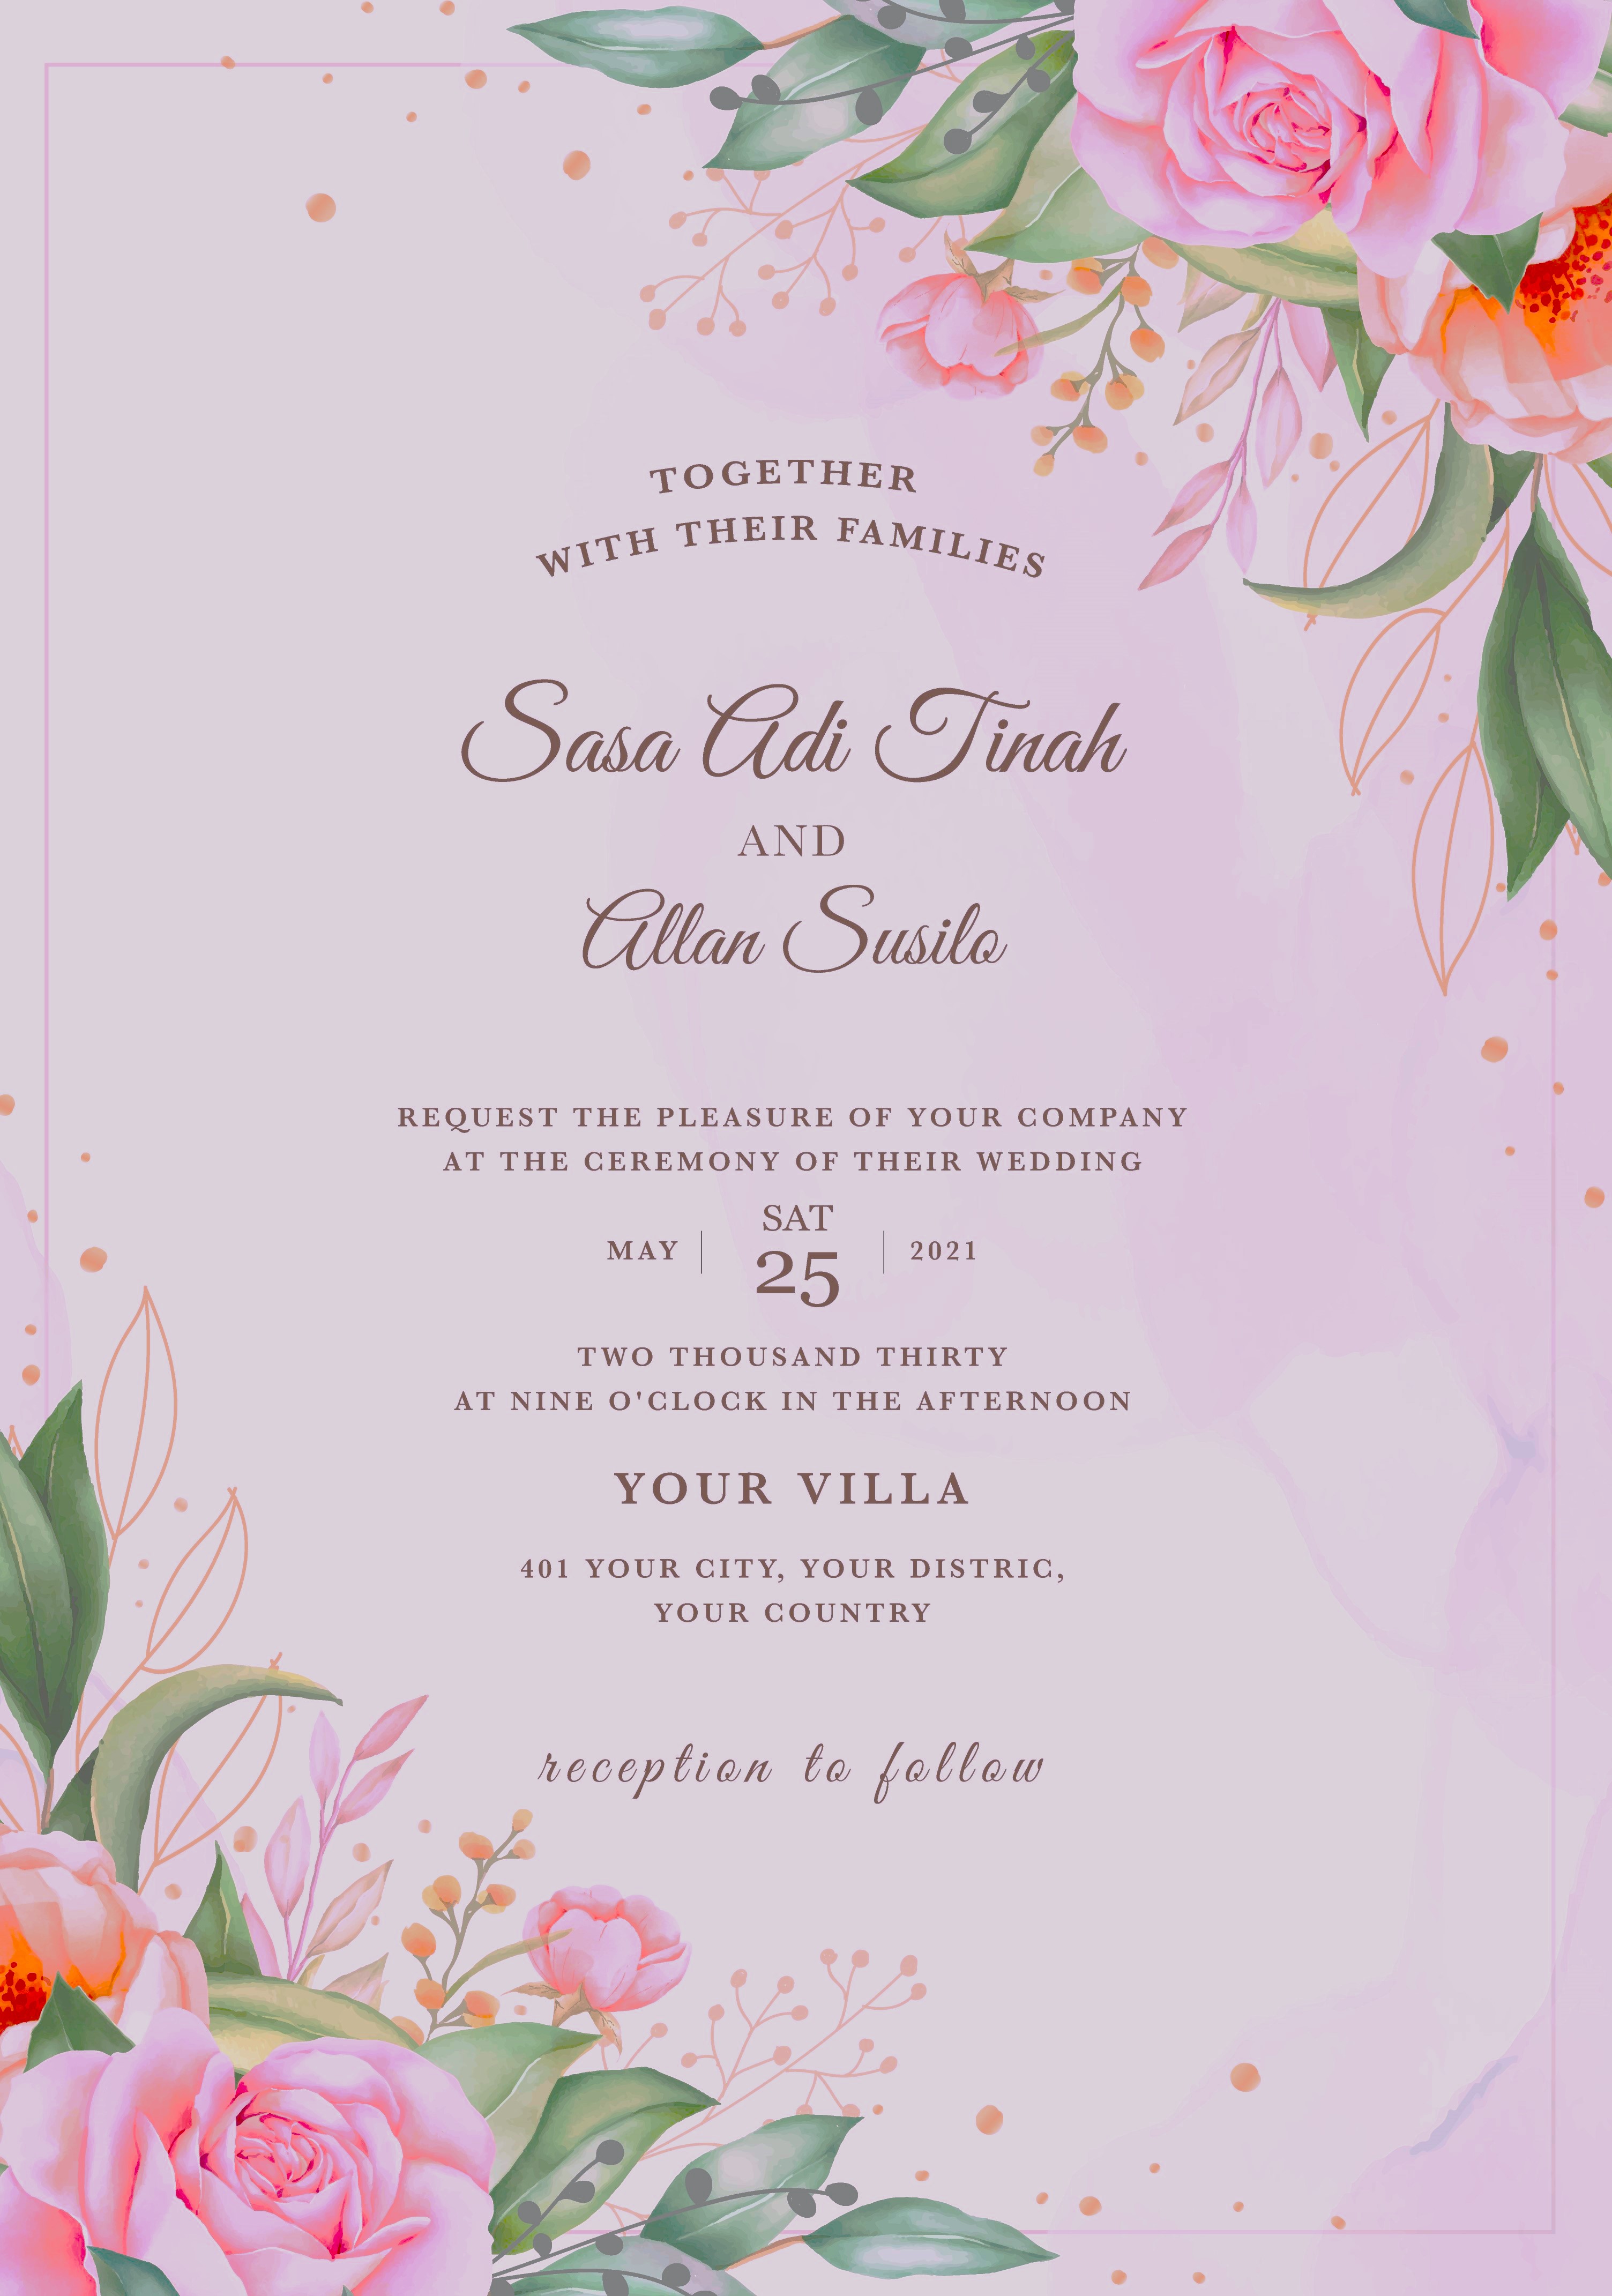 TOGETHER
WITH THEIR FAMILIES
Sasa Adi Tinah
AND
Allan Susilo
REQUEST THE PLEASURE OF YOUR COMPANY
AT THE CEREMONY OF THEIR WEDDING
SAT
MAY | 25 | 2021
TWO THOUSAND THIRTY
AT NINE O'CLOCK IN THE AFTERNOON
YOUR VILLA
401 YOUR CITY, YOUR DISTRIC,
YOUR COUNTRY
reception to follow